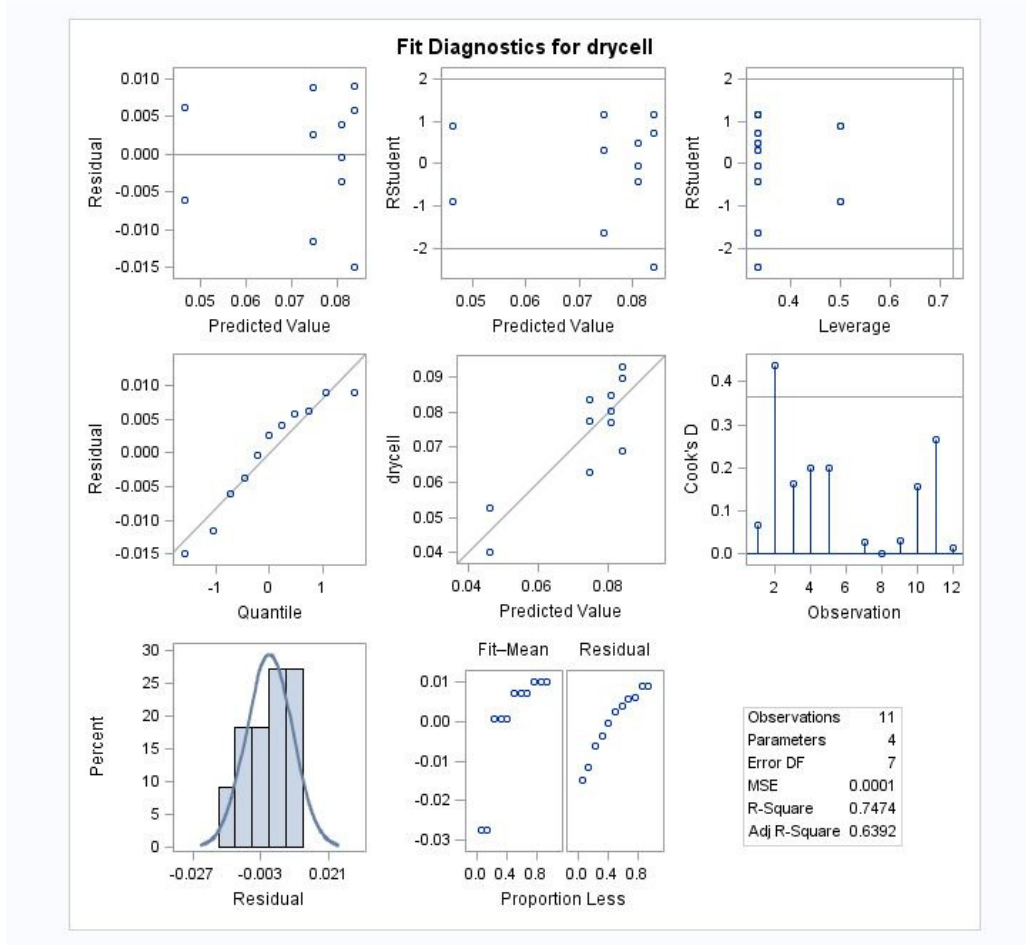 Fit Diagnostics for drycell
0.010
0.005
0.000
-0.005
-0.010
-0.015
Residual
0.05 0.06 0.07 0.08
Predicted Value
2
1
0
-1
-2
RStudent
0.05 0.06 0.07 0.08
Predicted Value
2
1
0
-1
-2
RStudent
0.4 0.5 0.6 0.7
Leverage
0.010
0.005
0.000
-0.005
-0.010
-0.015
Residual
-1 0 1
Quantile
0.09
0.08
0.07
0.06
0.05
0.04
drycell
0.04 0.06 0.08
Predicted Value
0.4
0.3
0.2
0.1
0.0
Cook's D
2 4 6 8 10 12
Observation
30
25
20
15
10
5
0
Percent
-0.027 -0.003 0.021
Residual
Fit–Mean Residual
0.01
0.00
-0.01
-0.02
-0.03
0.0 0.4 0.8 0.0 0.4 0.8
Proportion Less
Observations 11
Parameters 4
Error DF 7
MSE 0.0001
R-Square 0.7474
Adj R-Square 0.6392